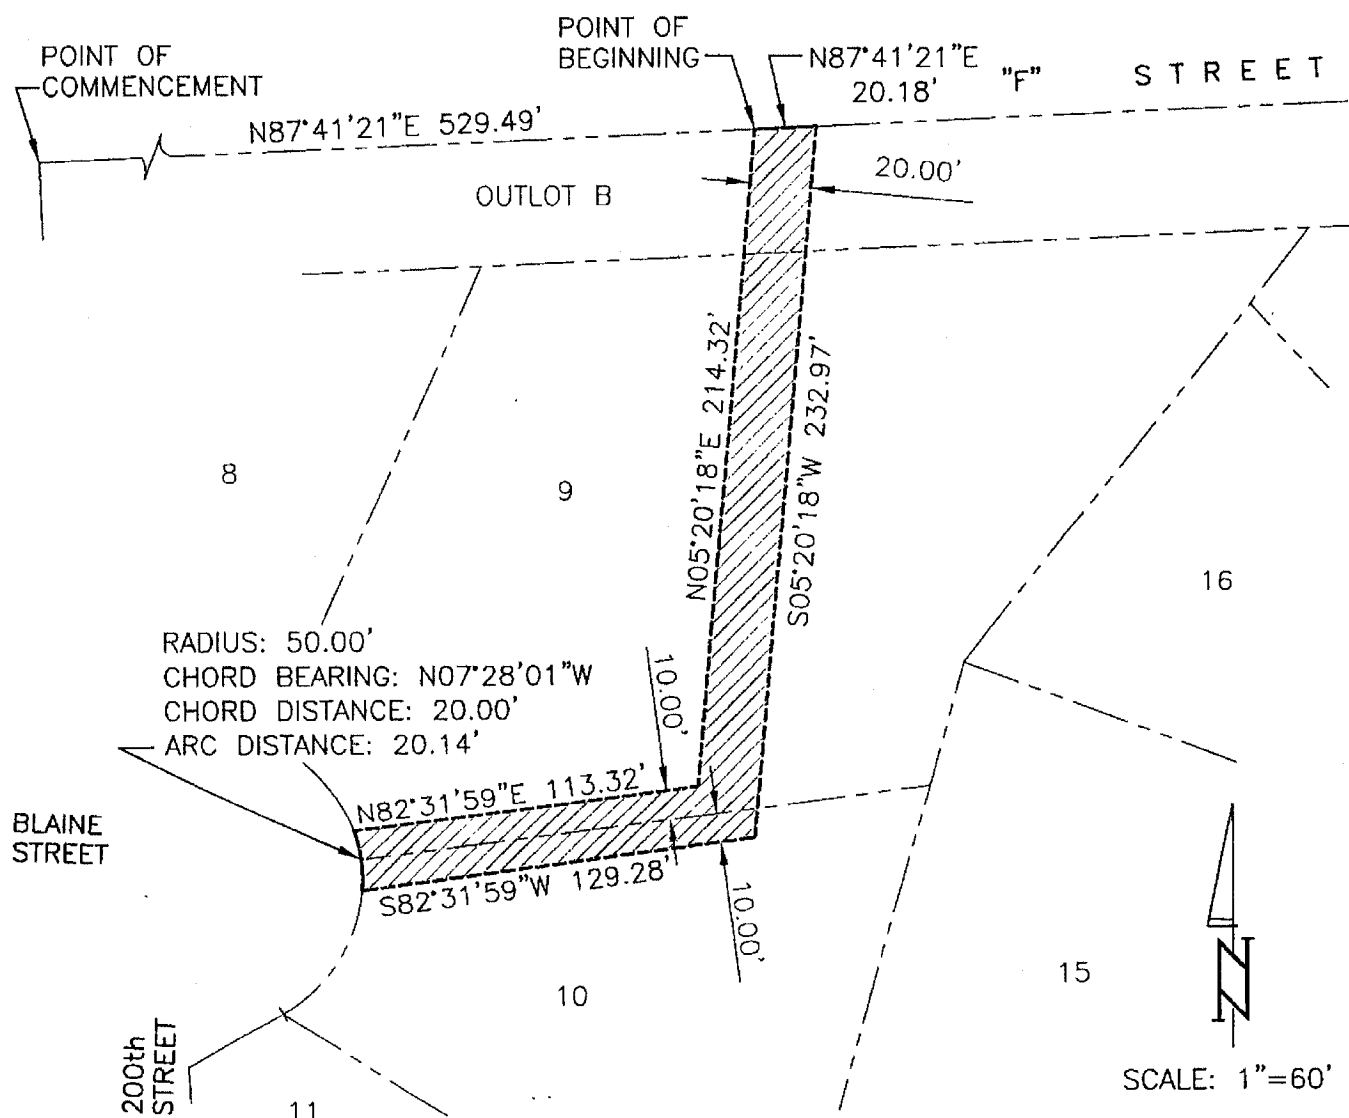 POINT OF
COMMENCEMENT
POINT OF
BEGINNING
N87°41'21"E
20.18'
"F" STREET
N87°41'21"E 529.49'
20.00'
OUTLOT B
N05°20'18"E 214.32'
S05°20'18"W 232.97'
8
9
16
RADIUS: 50.00'
CHORD BEARING: N07°28'01"W
CHORD DISTANCE: 20.00'
ARC DISTANCE: 20.14'
10.00'
N82°31'59"E 113.32'
BLAINE
STREET
S82°31'59"W 129.28'
10.00'
10
15
N
200th
STREET
11
SCALE: 1"=60'